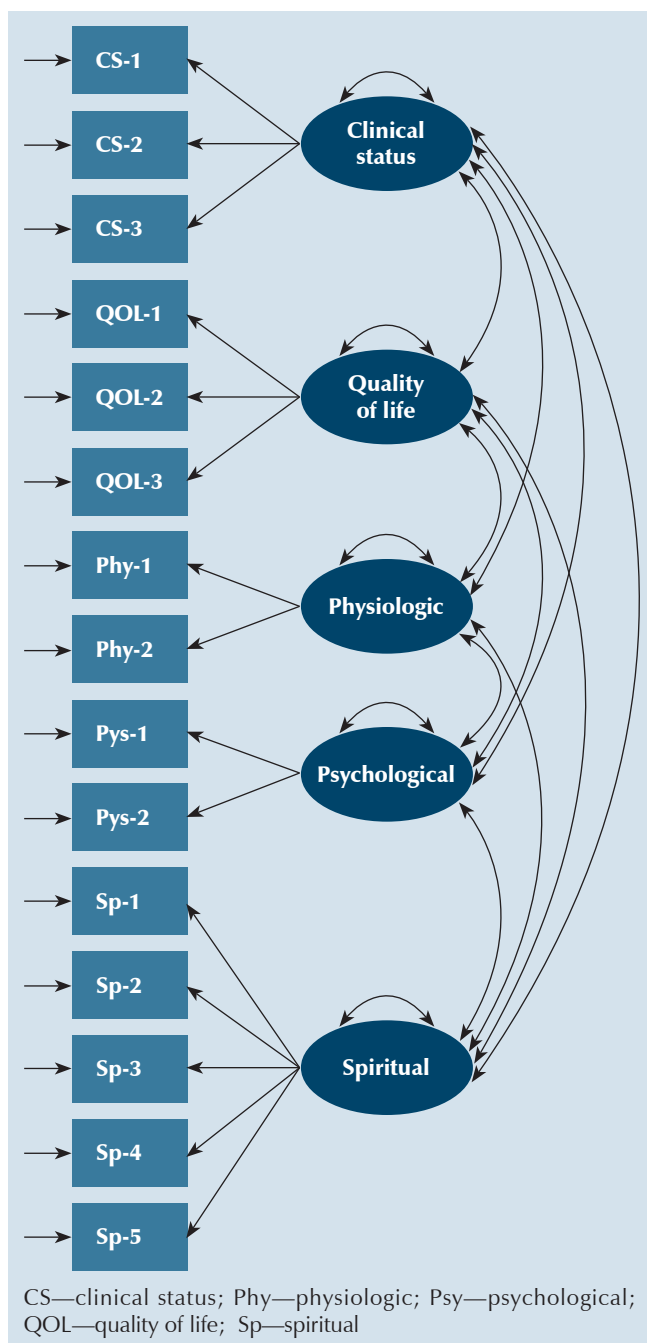 CS-1
CS-2
CS-3
QOL-1
QOL-2
QOL-3
Phy-1
Phy-2
Pys-1
Pys-2
Sp-1
Sp-2
Sp-3
Sp-4
Sp-5
Clinical
status
Quality
of life
Physiologic
Psychological
Spiritual
CS—clinical status; Phy—physiologic; Psy—psychological;
QOL—quality of life; Sp—spiritual